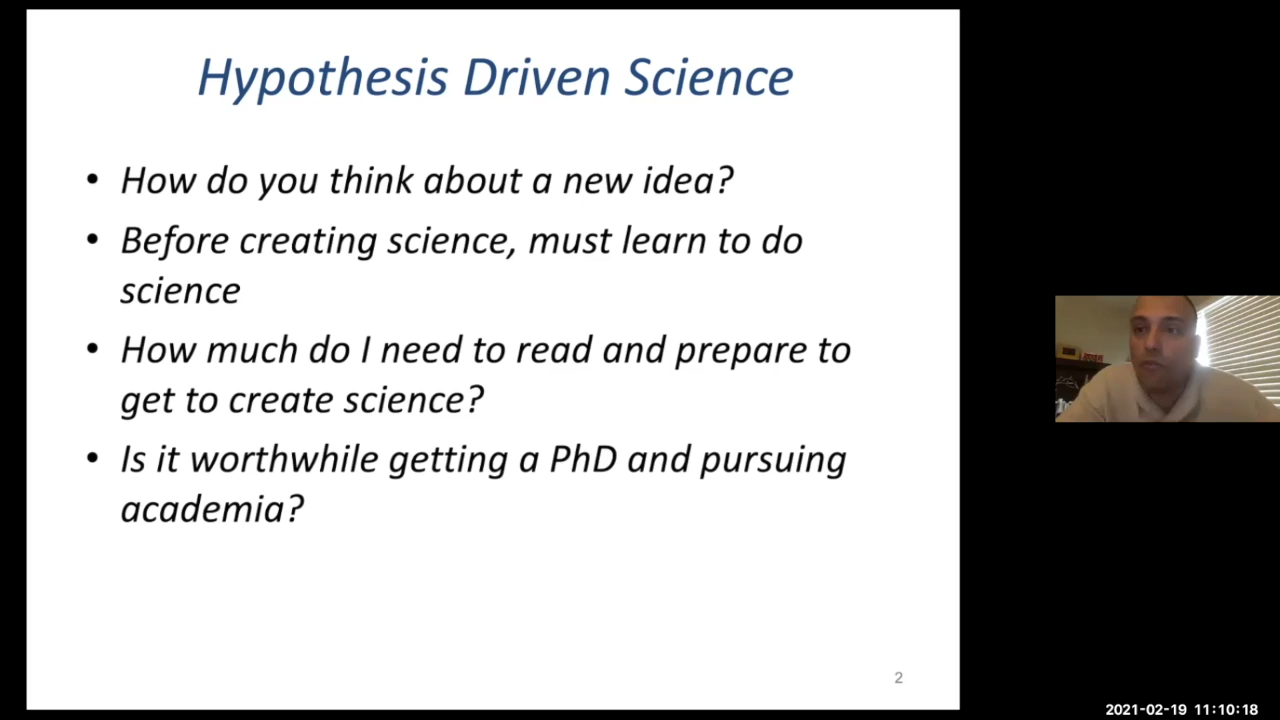 Hypothesis Driven Science
• How do you think about a new idea?
• Before creating science, must learn to do
science
• How much do I need to read and prepare to
get to create science?
• Is it worthwhile getting a PhD and pursuing
academia?
2
2021-02-19 11:10:18